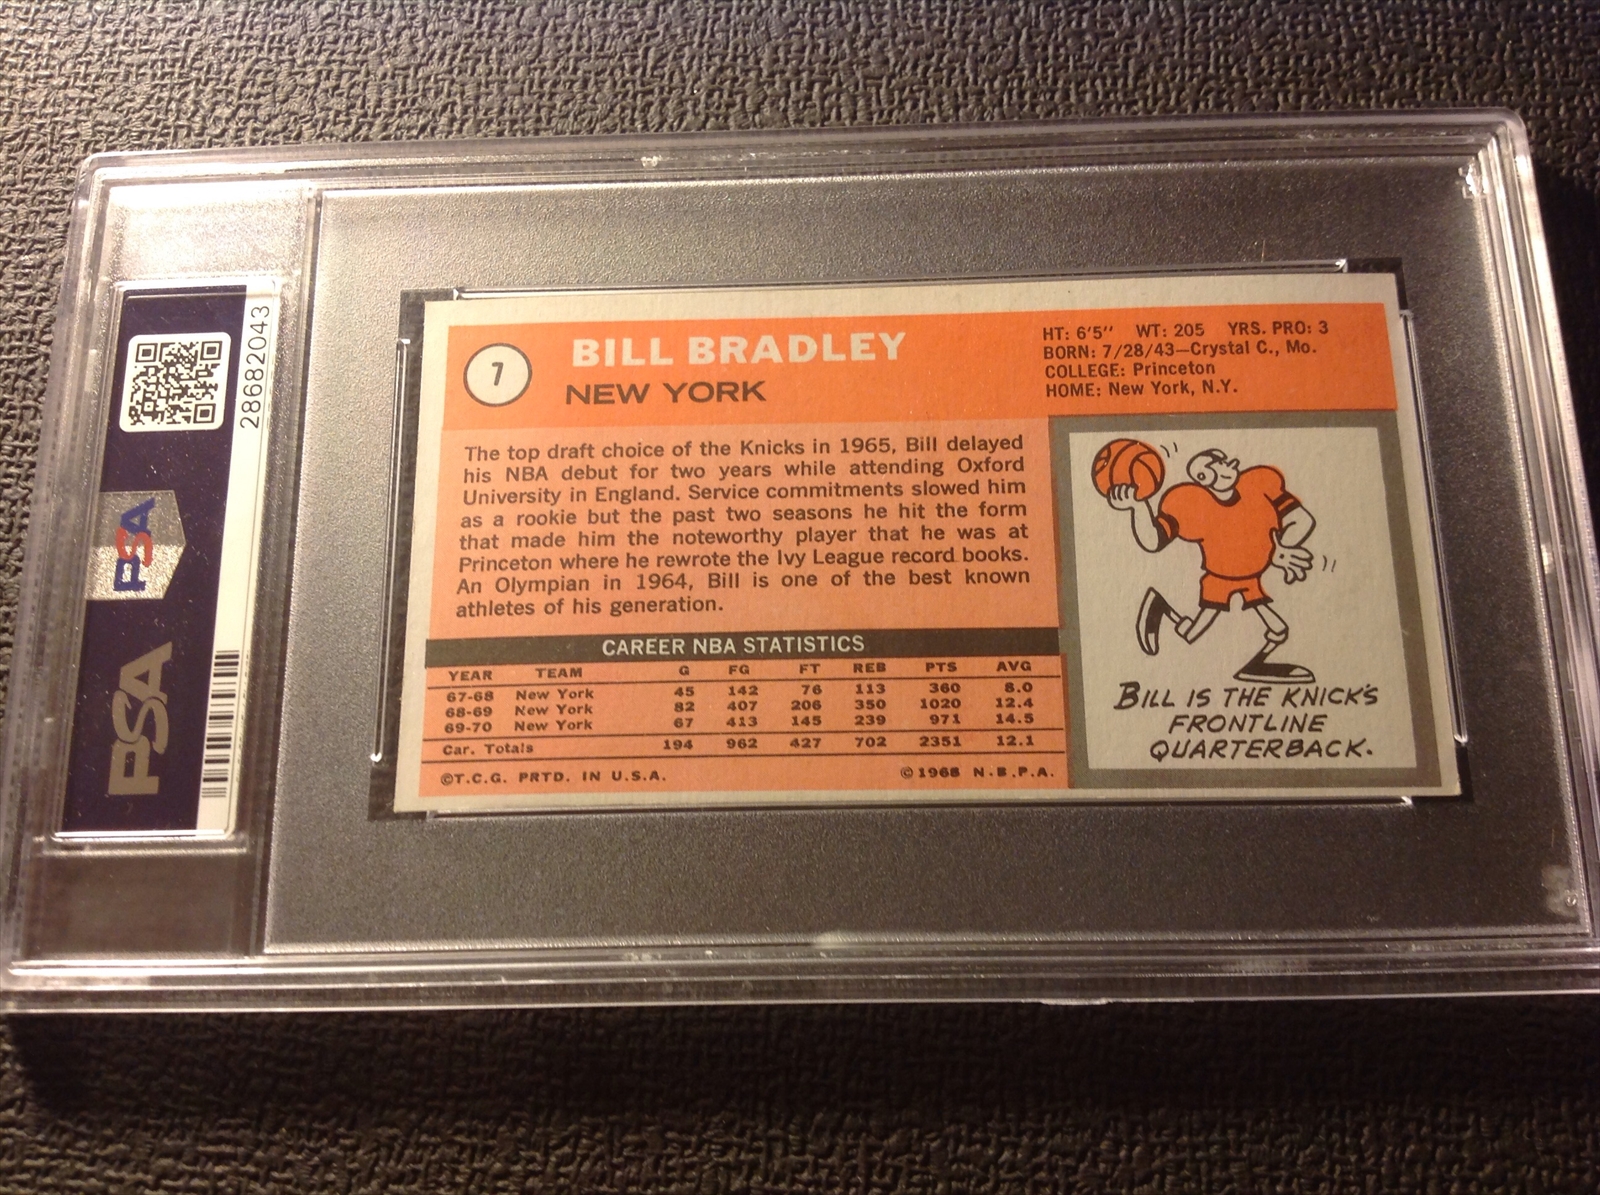 28682043
PSA
PSA
7
BILL BRADLEY
NEW YORK
HT: 6'5'' WT: 205 YRS. PRO: 3
BORN: 7/28/43—Crystal C., Mo.
COLLEGE: Princeton
HOME: New York, N.Y.
The top draft choice of the Knicks in 1965, Bill delayed
his NBA debut for two years while attending Oxford
University in England. Service commitments slowed him
as a rookie but the past two seasons he hit the form
that made him the noteworthy player that he was at
Princeton where he rewrote the Ivy League record books.
An Olympian in 1964, Bill is one of the best known
athletes of his generation.
CAREER NBA STATISTICS
YEAR TEAM G FG FT REB PTS AVG
67-68 New York 45 142 76 113 360 8.0
68-69 New York 82 407 206 350 1020 12.4
69-70 New York 67 413 145 239 971 14.5
Car. Totals 194 962 427 702 2351 12.1
©T.C.G. PRTD. IN U.S.A. ©1968 N.B.P.A.
BILL IS THE KNICK'S
FRONTLINE
QUARTERBACK.